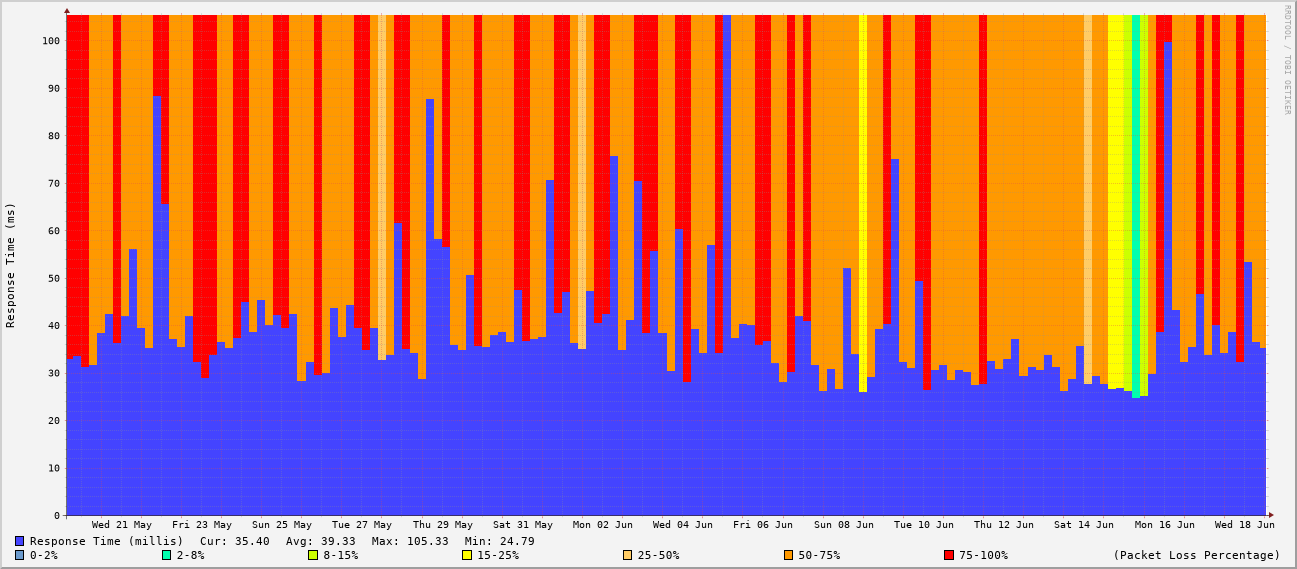 RRDTOOL / TOBI OETIKER
Response Time (ms)
100
90
80
70
60
50
40
30
20
10
0
Wed 21 May Fri 23 May Sun 25 May Tue 27 May Thu 29 May Sat 31 May Mon 02 Jun Wed 04 Jun Fri 06 Jun Sun 08 Jun Tue 10 Jun Thu 12 Jun Sat 14 Jun Mon 16 Jun Wed 18 Jun
Response Time (millis) Cur: 35.40 Avg: 39.33 Max: 105.33 Min: 24.79
0-2% 2-8% 8-15% 15-25% 25-50% 50-75% 75-100% (Packet Loss Percentage)